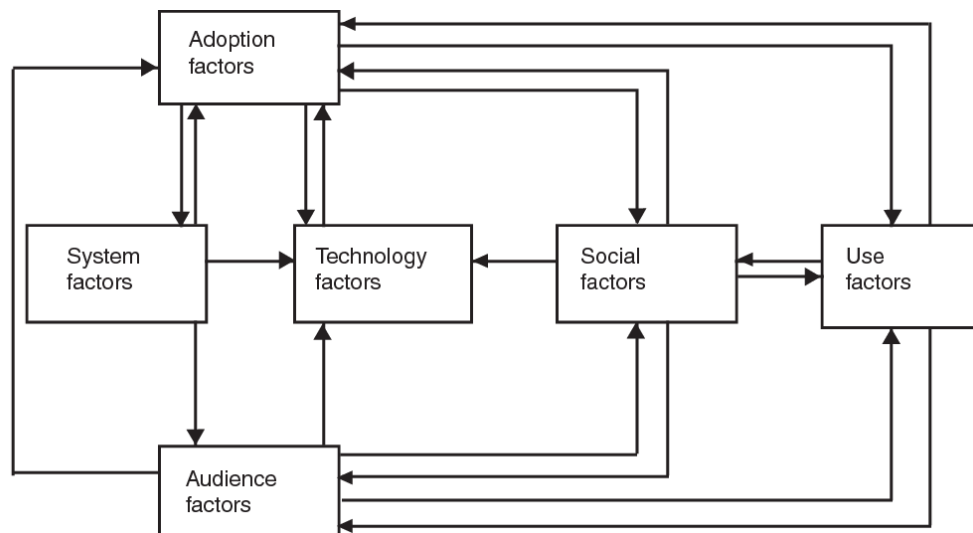 Adoption
factors
System
factors
Technology
factors
Social
factors
Use
factors
Audience
factors